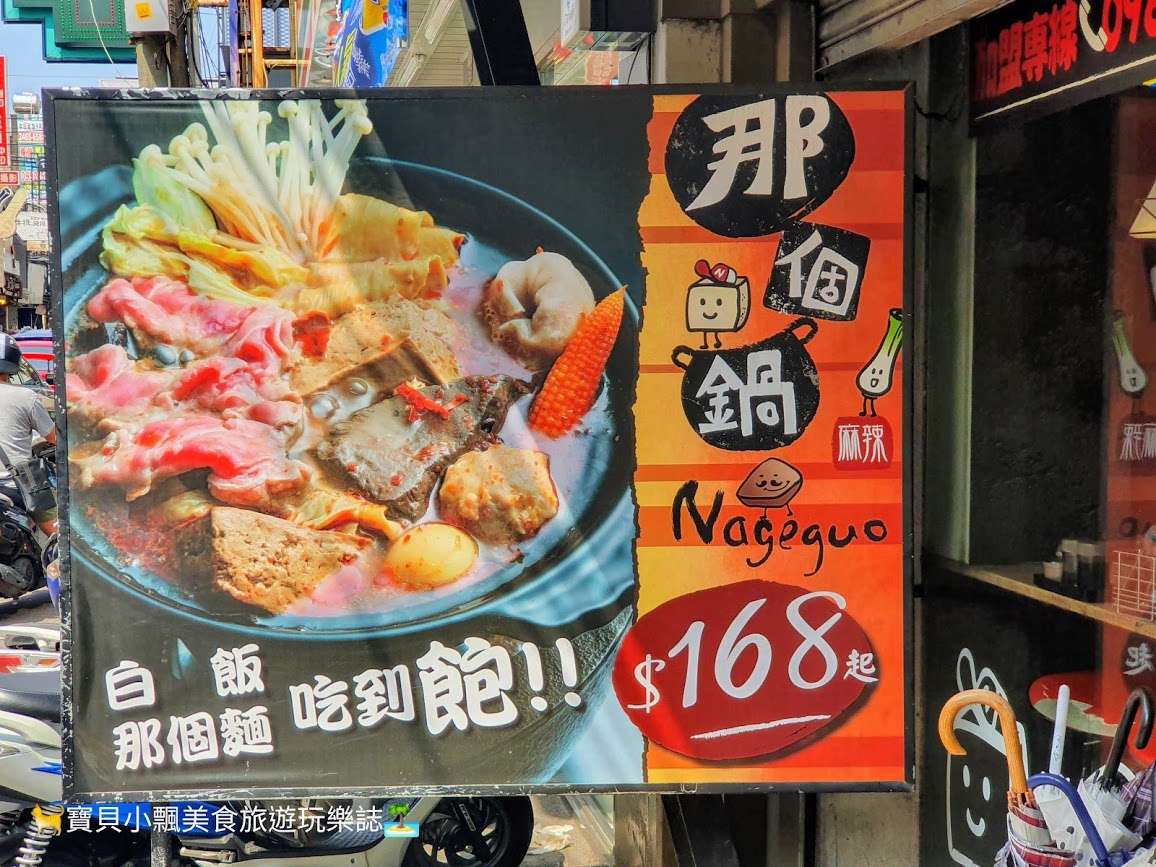 加盟專線
那個鍋
麻辣
Nageguo
$168起
白飯
那個麵
吃到飽!!
起
寶貝小飄美食旅遊玩樂誌